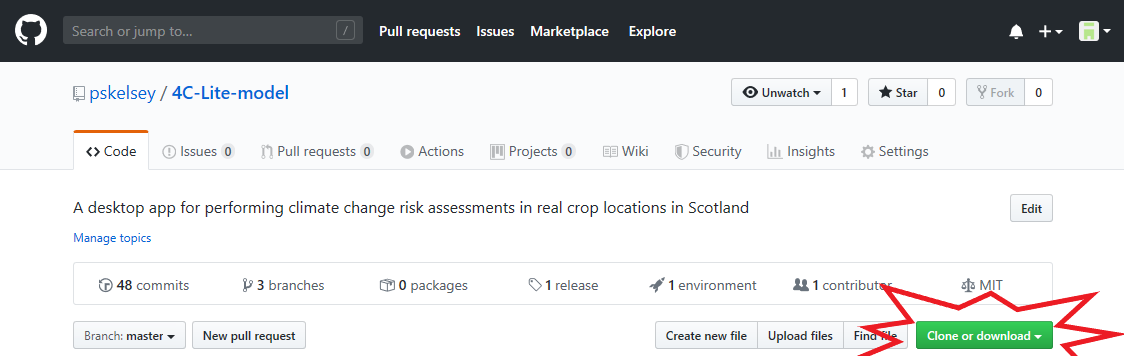 Search or jump to... / Pull requests Issues Marketplace Explore
pskelsey / 4C-Lite-model Unwatch 1 Star 0 Fork 0
Code Issues 0 Pull requests 0 Actions Projects 0 Wiki Security Insights Settings
A desktop app for performing climate change risk assessments in real crop locations in Scotland Edit
Manage topics
48 commits 3 branches 0 packages 1 release 1 environment 1 contributor MIT
Branch: master New pull request Create new file Upload files Find file Clone or download